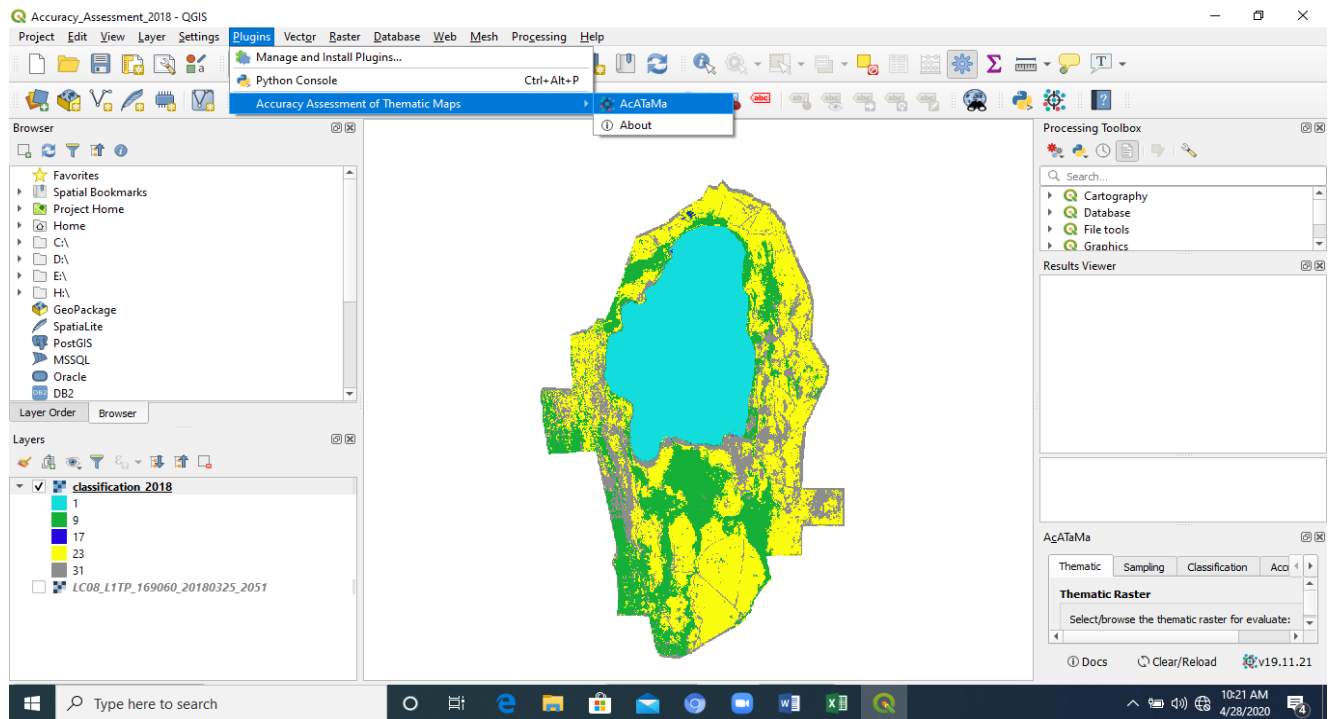 Accuracy_Assessment_2018 - QGIS
Project Edit View Layer Settings Plugins Vector Raster Database Web Mesh Processing Help
Manage and Install Plugins...
Python Console Ctrl+Alt+P
Accuracy Assessment of Thematic Maps
AcATaMa
About
Browser
Favorites
Spatial Bookmarks
Project Home
Home
C:\
D:\
E:\
H:\
GeoPackage
SpatiaLite
PostGIS
MSSQL
Oracle
DB2
Layer Order Browser
Layers
classification_2018
1
9
17
23
31
LC08_L1TP_169060_20180325_2051
Processing Toolbox
Search...
Cartography
Database
File tools
Graphics
Results Viewer
AcATaMa
Thematic Sampling Classification Acc
Thematic Raster
Select/browse the thematic raster for evaluate:
Docs Clear/Reload v19.11.21
Type here to search
10:21 AM
4/28/2020